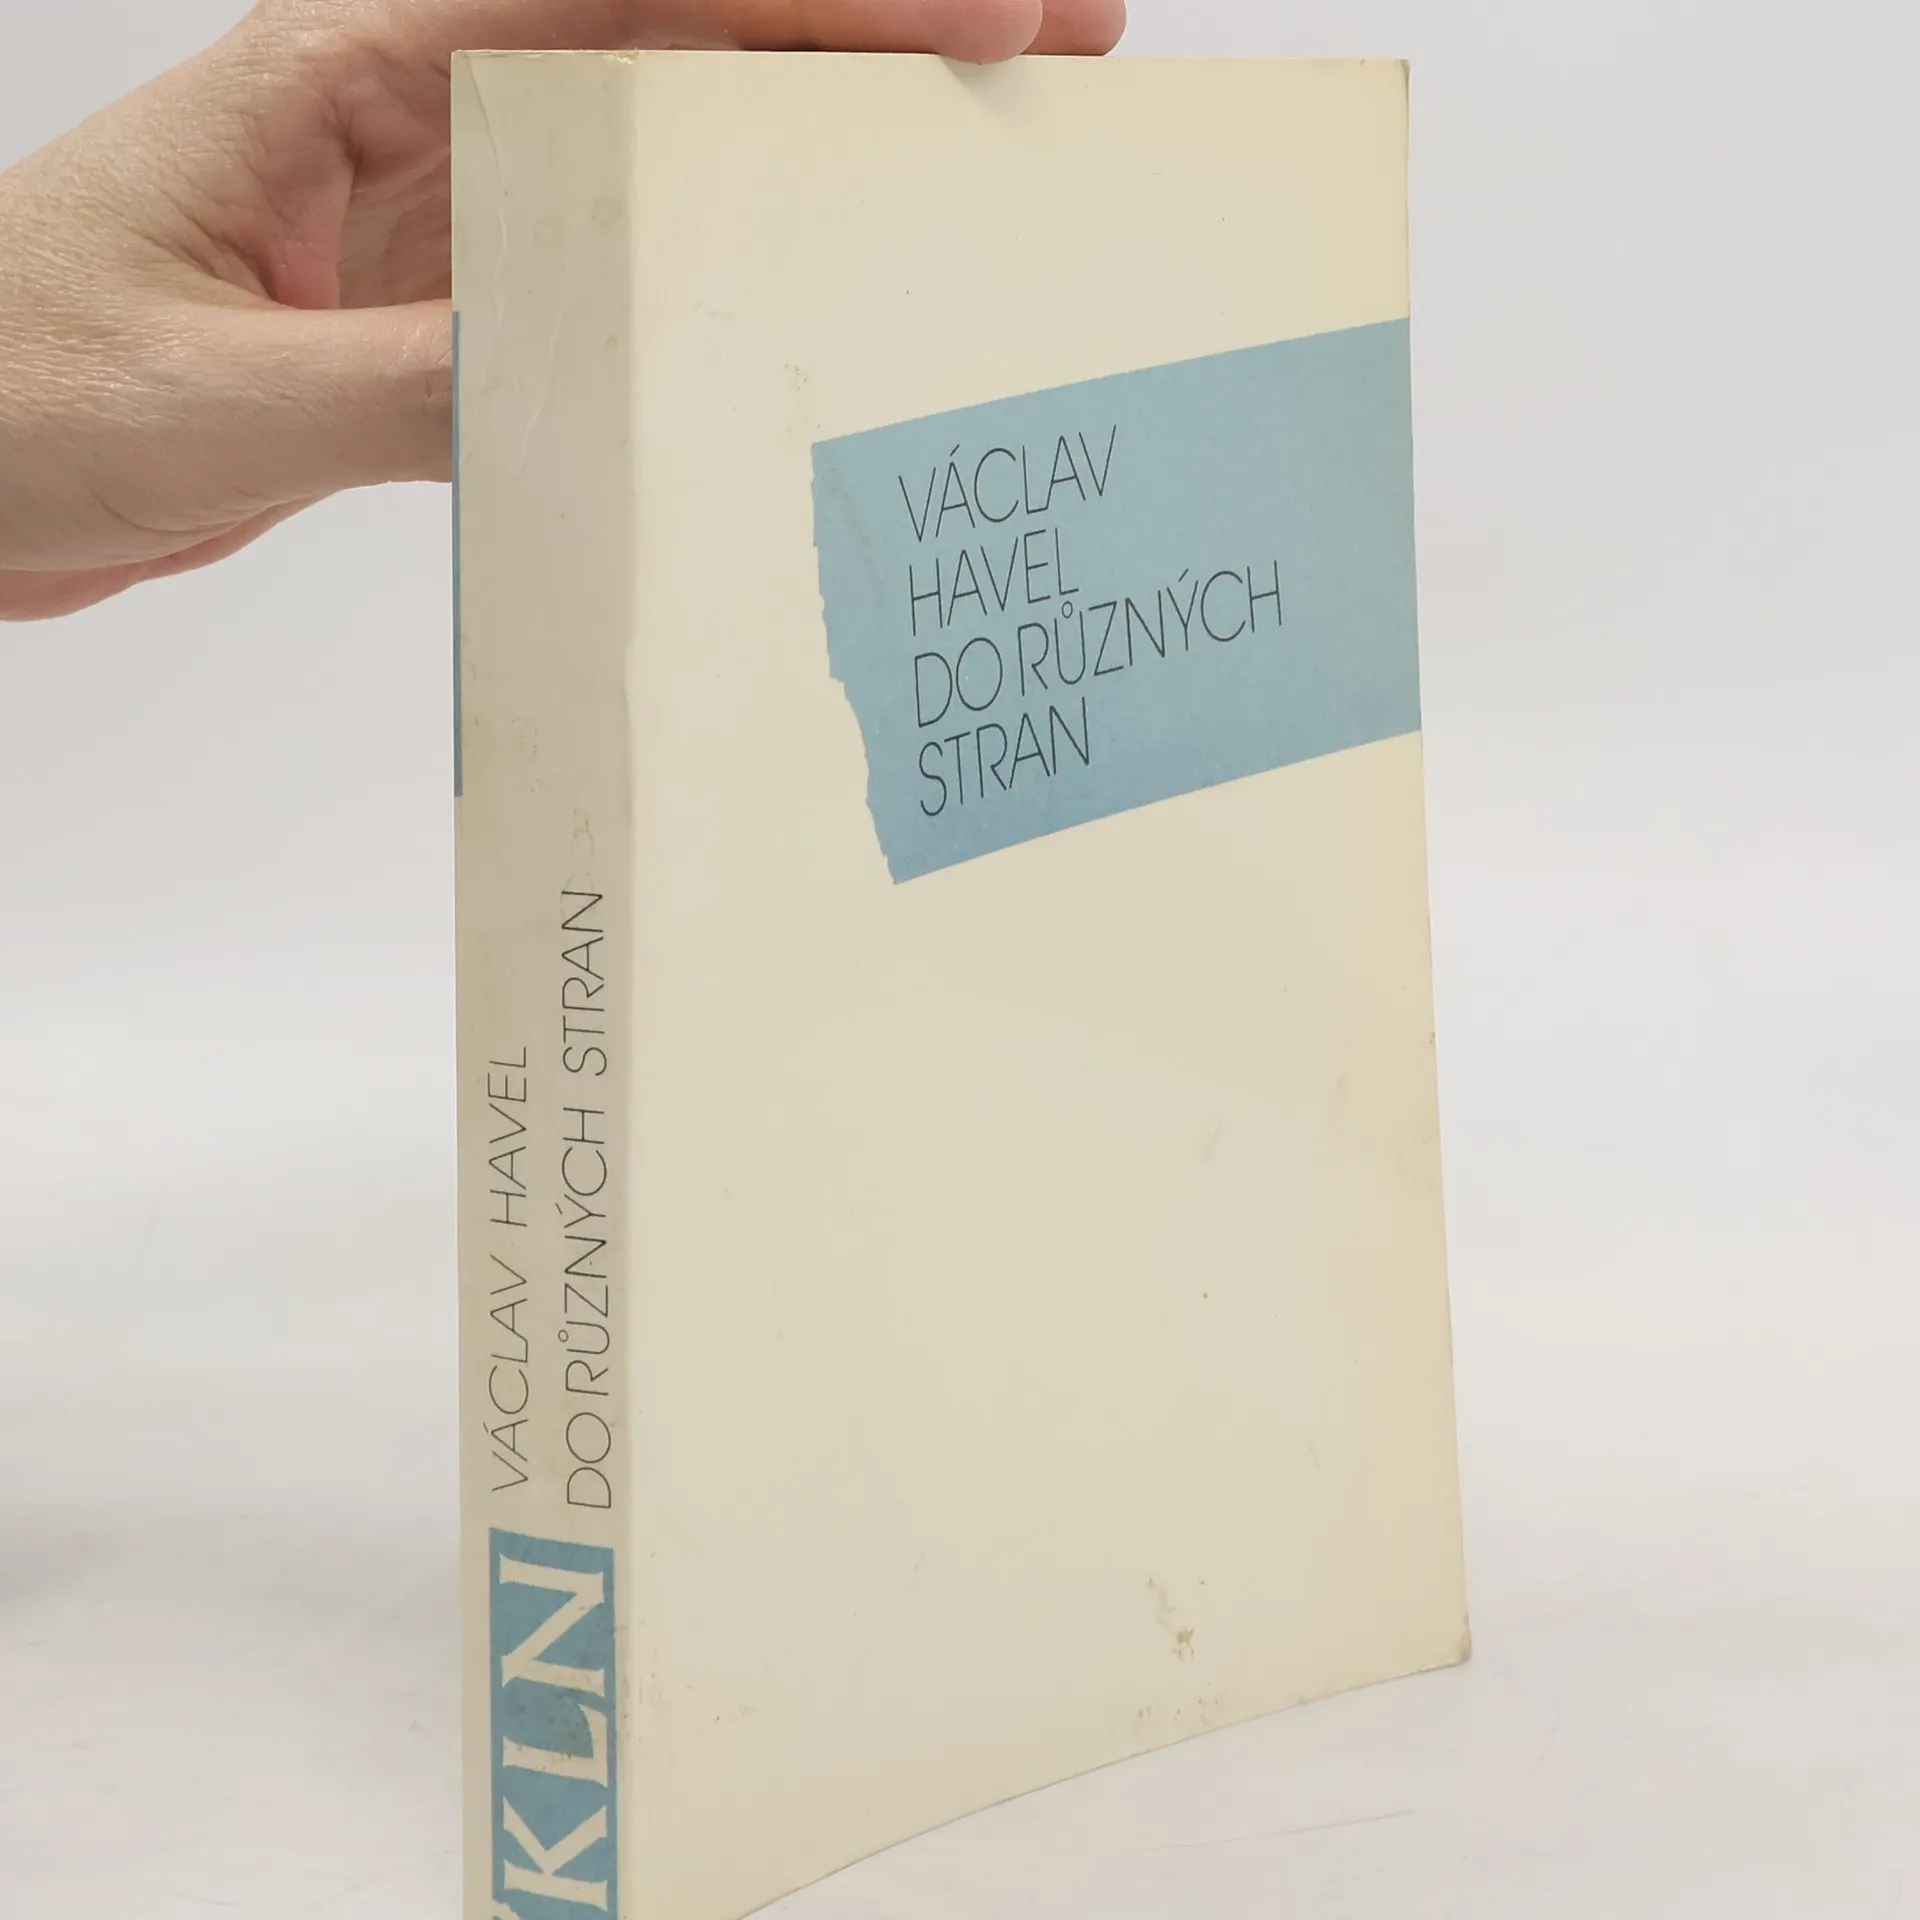 VÁCLAV
HAVEL
DO RŮZNÝCH
STRAN
VÁCLAV HAVEL
DO RŮZNÝCH STRAN
KLN